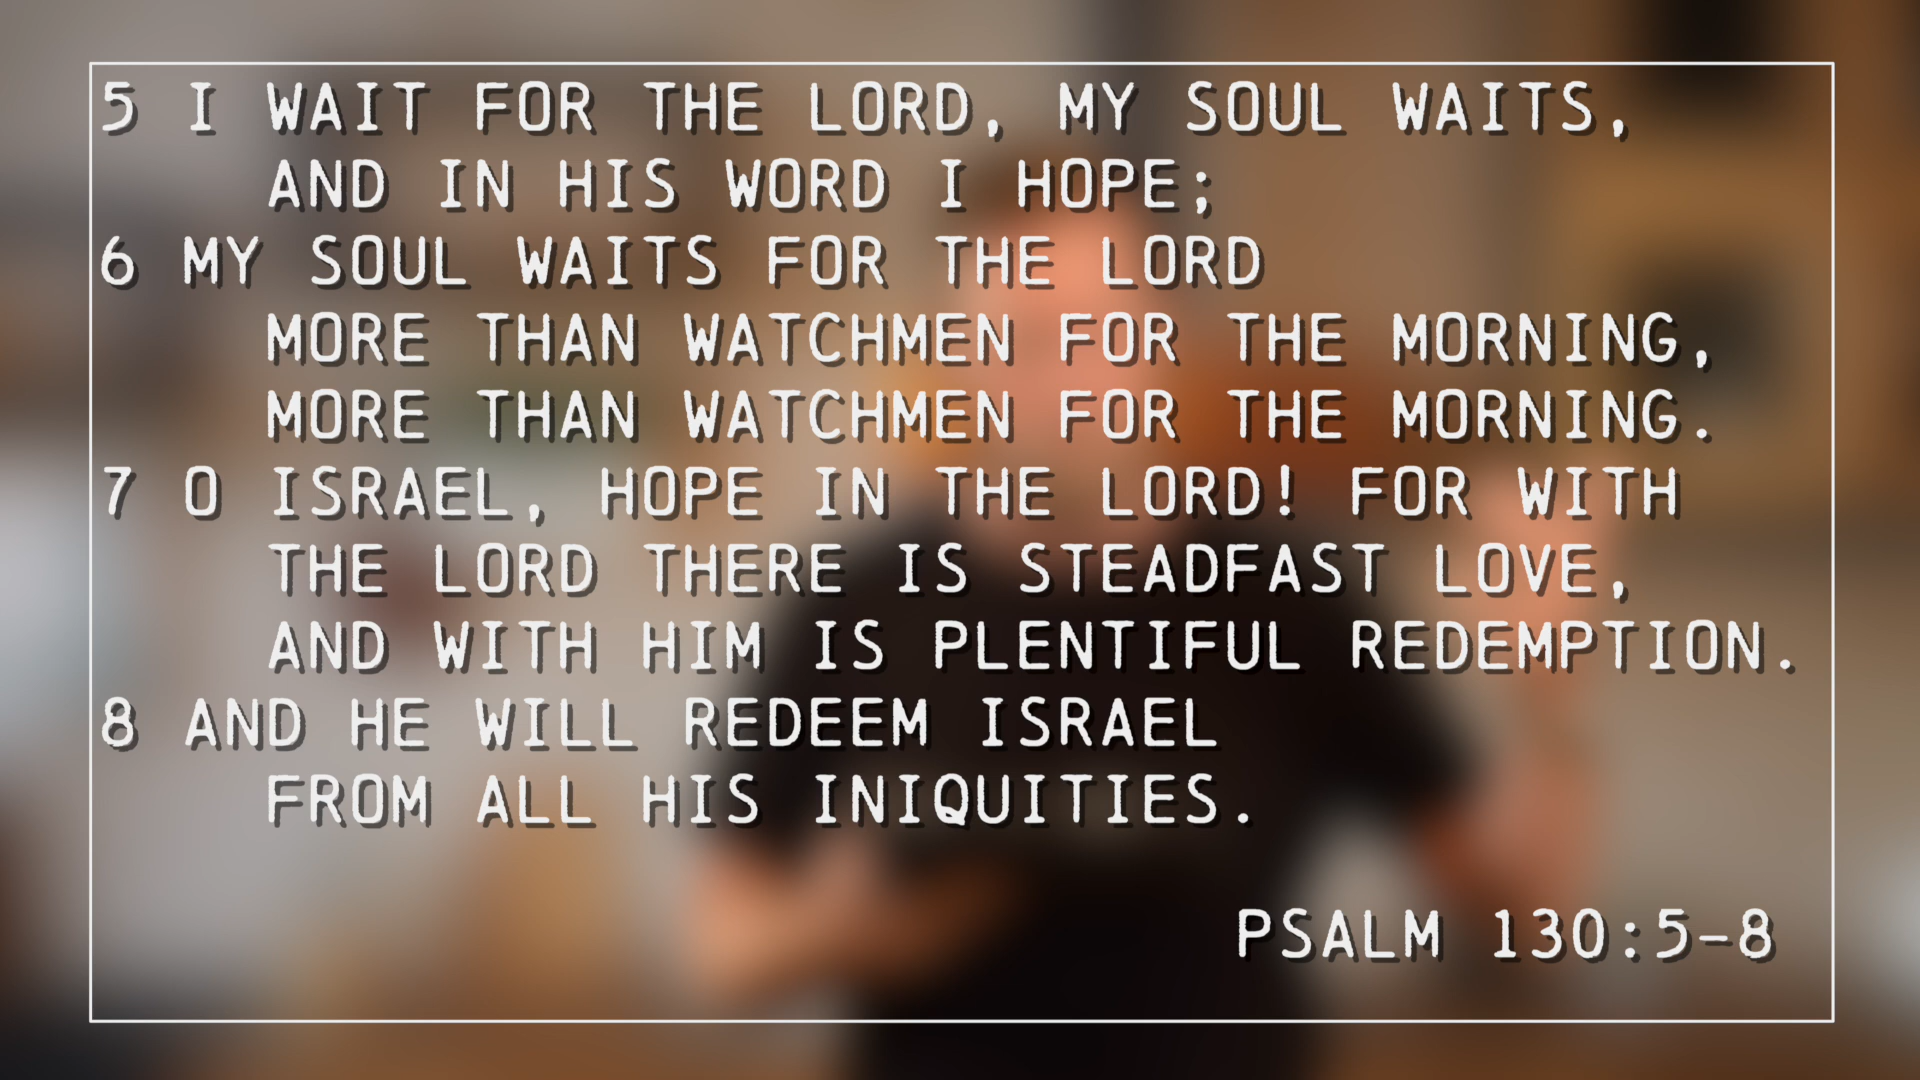 5 I WAIT FOR THE LORD, MY SOUL WAITS,
AND IN HIS WORD I HOPE;
6 MY SOUL WAITS FOR THE LORD
MORE THAN WATCHMEN FOR THE MORNING,
MORE THAN WATCHMEN FOR THE MORNING.
7 O ISRAEL, HOPE IN THE LORD! FOR WITH
THE LORD THERE IS STEADFAST LOVE,
AND WITH HIM IS PLENTIFUL REDEMPTION.
8 AND HE WILL REDEEM ISRAEL
FROM ALL HIS INIQUITIES.
PSALM 130:5-8